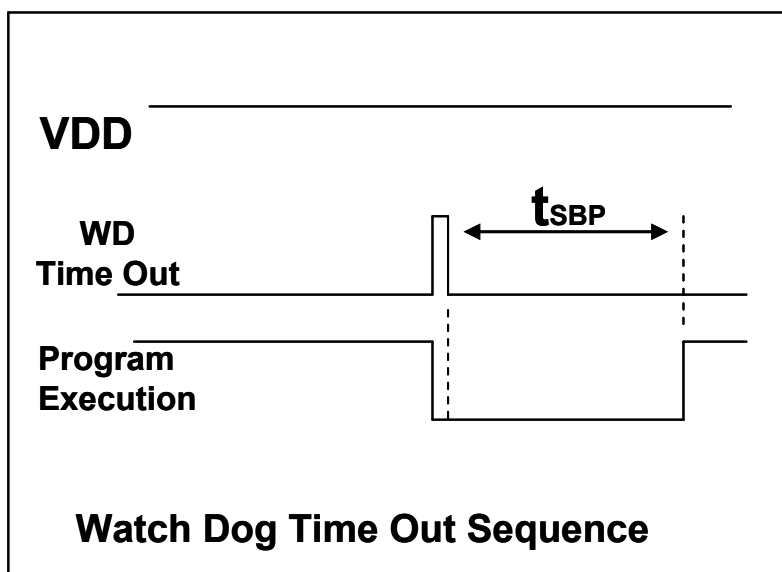 VDD
tSBP
WD
Time Out
Program
Execution
Watch Dog Time Out Sequence